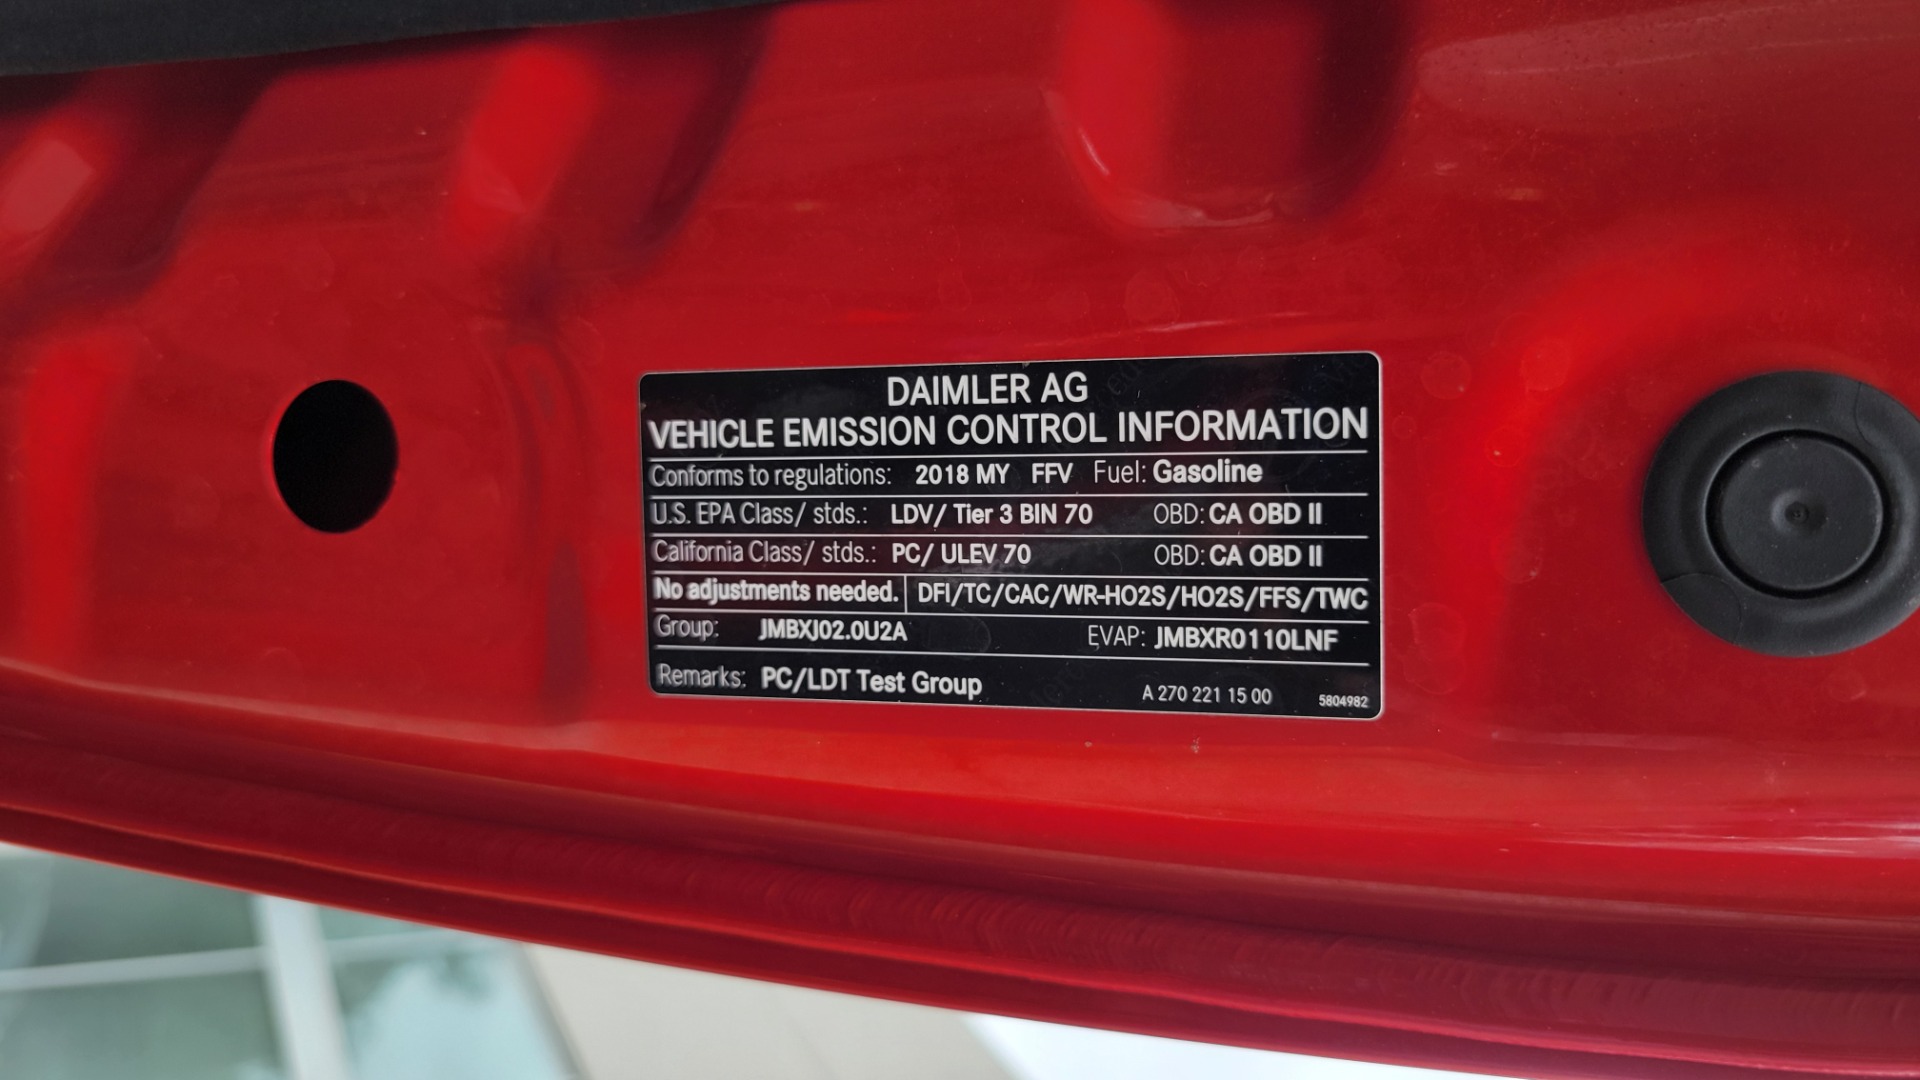 DAIMLER AG
VEHICLE EMISSION CONTROL INFORMATION
Conforms to regulations: 2018 MY FFV Fuel: Gasoline
U.S. EPA Class/ stds.: LDV/ Tier 3 BIN 70 OBD: CA OBD II
California Class/ stds.: PC/ ULEV 70 OBD: CA OBD II
No adjustments needed. DFI/TC/CAC/WR-HO2S/HO2S/FFS/TWC
Group: JMBXJ02.0U2A EVAP: JMBXR0110LNF
Remarks: PC/LDT Test Group A 270 221 15 00 5804982